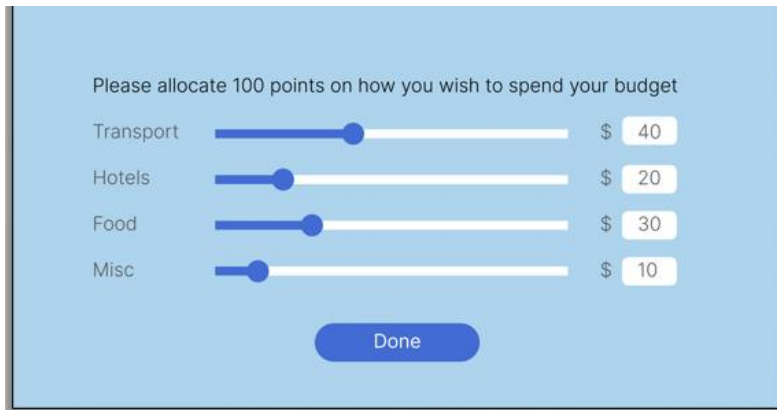 Please allocate 100 points on how you wish to spend your budget
Transport $ 40
Hotels $ 20
Food $ 30
Misc $ 10
Done